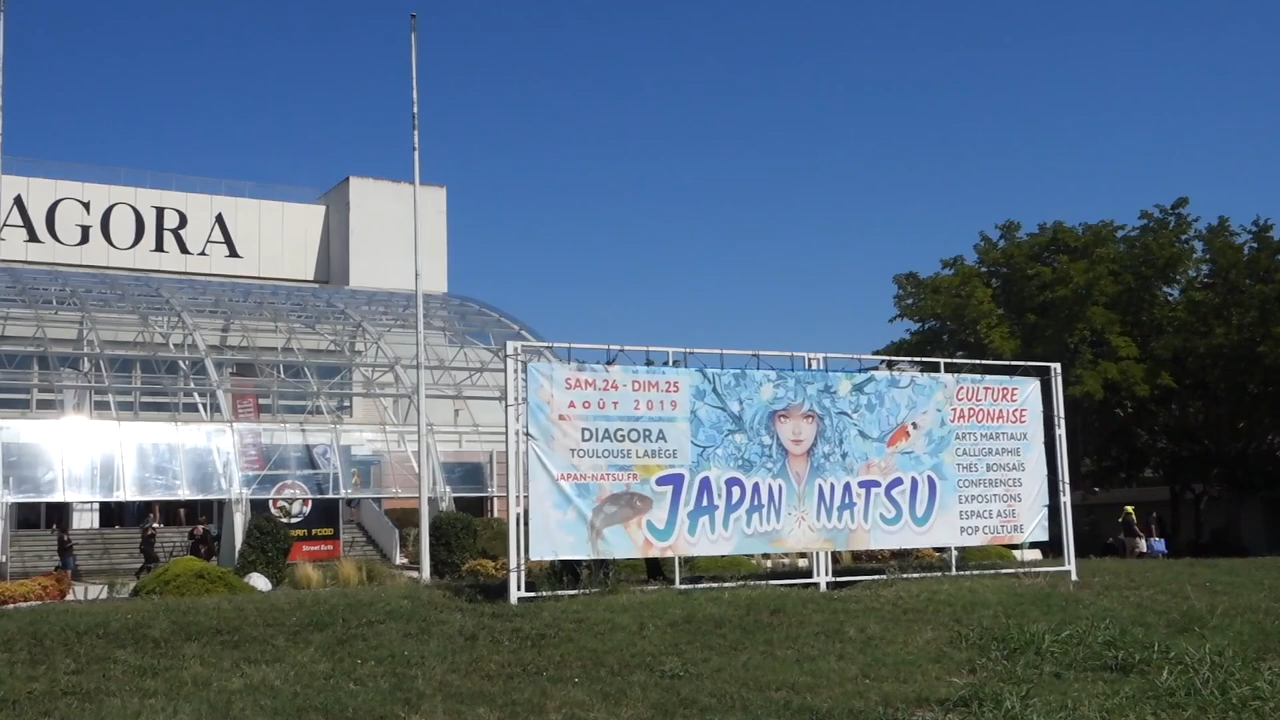 AGORA
SAM.24 - DIM.25
AOÛT 2019
DIAGORA
TOULOUSE LABÈGE
JAPAN-NATSU.FR
JAPAN NATSU
CULTURE
JAPONAISE
ARTS MARTIAUX
CALLIGRAPHIE
THÉS - BONSAÏS
CONFERENCES
EXPOSITIONS
ESPACE ASIE
POP CULTURE
FOOD
Street Eats